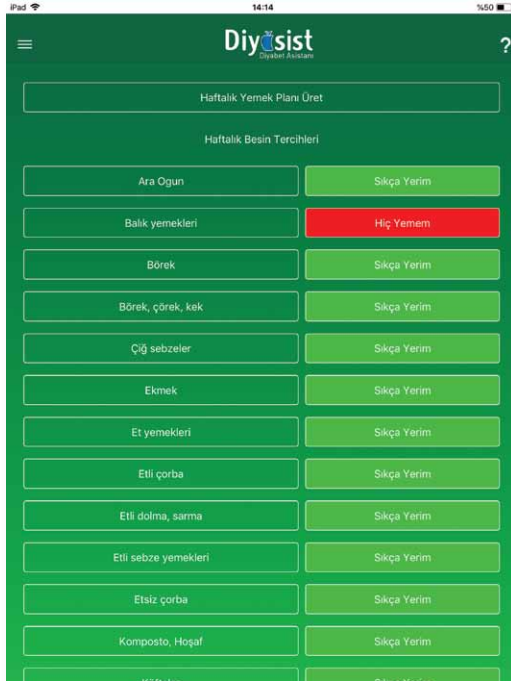 iPad 14:14 %50
Diyasist
Diyabet Asistanı
?
Haftalık Yemek Planı Üret
Haftalık Besin Tercihleri
Ara Ogun Sıkça Yerim
Balık yemekleri Hiç Yemem
Börek Sıkça Yerim
Börek, çörek, kek Sıkça Yerim
Çiğ sebzeler Sıkça Yerim
Ekmek Sıkça Yerim
Et yemekleri Sıkça Yerim
Etli çorba Sıkça Yerim
Etli dolma, sarma Sıkça Yerim
Etli sebze yemekleri Sıkça Yerim
Etsiz çorba Sıkça Yerim
Komposto, Hoşaf Sıkça Yerim